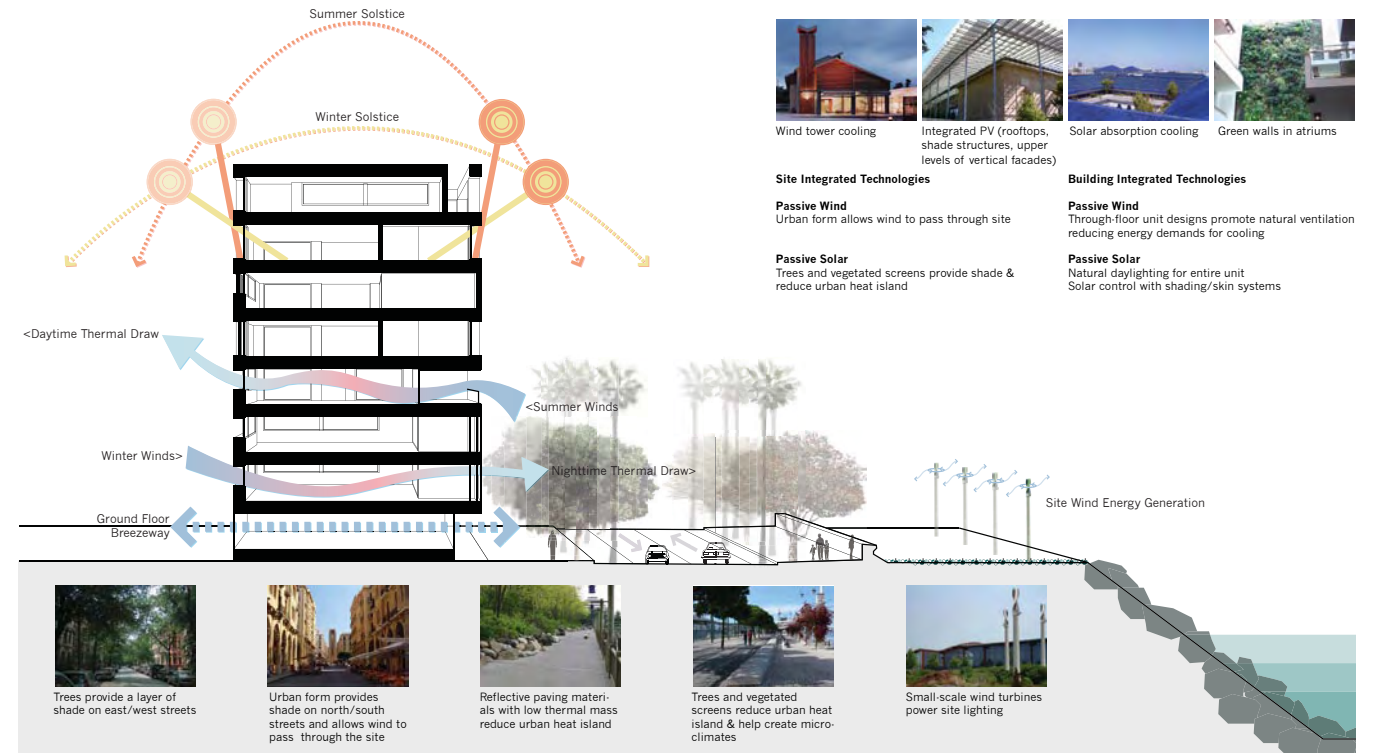 Summer Solstice
Winter Solstice
Wind tower cooling
Integrated PV (rooftops,
shade structures, upper
levels of vertical facades)
Solar absorption cooling
Green walls in atriums
Site Integrated Technologies
Passive Wind
Urban form allows wind to pass through site
Passive Solar
Trees and vegetated screens provide shade &
reduce urban heat island
Building Integrated Technologies
Passive Wind
Through-floor unit designs promote natural ventilation
reducing energy demands for cooling
Passive Solar
Natural daylighting for entire unit
Solar control with shading/skin systems
<Daytime Thermal Draw
<Summer Winds
Winter Winds>
Nighttime Thermal Draw>
Site Wind Energy Generation
Ground Floor
Breezeway
Trees provide a layer of
shade on east/west streets
Urban form provides
shade on north/south
streets and allows wind to
pass through the site
Reflective paving materi-
als with low thermal mass
reduce urban heat island
Trees and vegetated
screens reduce urban heat
island & help create micro-
climates
Small-scale wind turbines
power site lighting